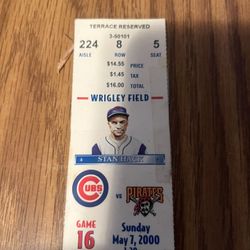 TERRACE RESERVED
3-50101
224 8 5
AISLE ROW SEAT
$14.55 PRICE
$1.45 TAX
$16.00 TOTAL
WRIGLEY FIELD
STAN HACK
CUBS VS PIRATES
GAME
16
Sunday
May 7, 2000